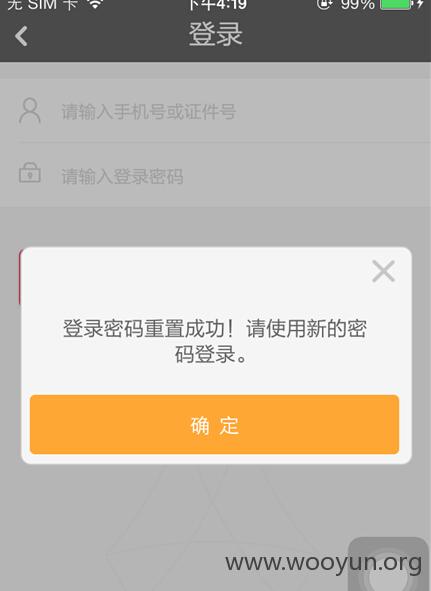 无 SIM 卡 下午4:19 99%
登录
请输入手机号或证件号
请输入登录密码
登录密码重置成功！请使用新的密
码登录。
确 定
www.wooyun.org